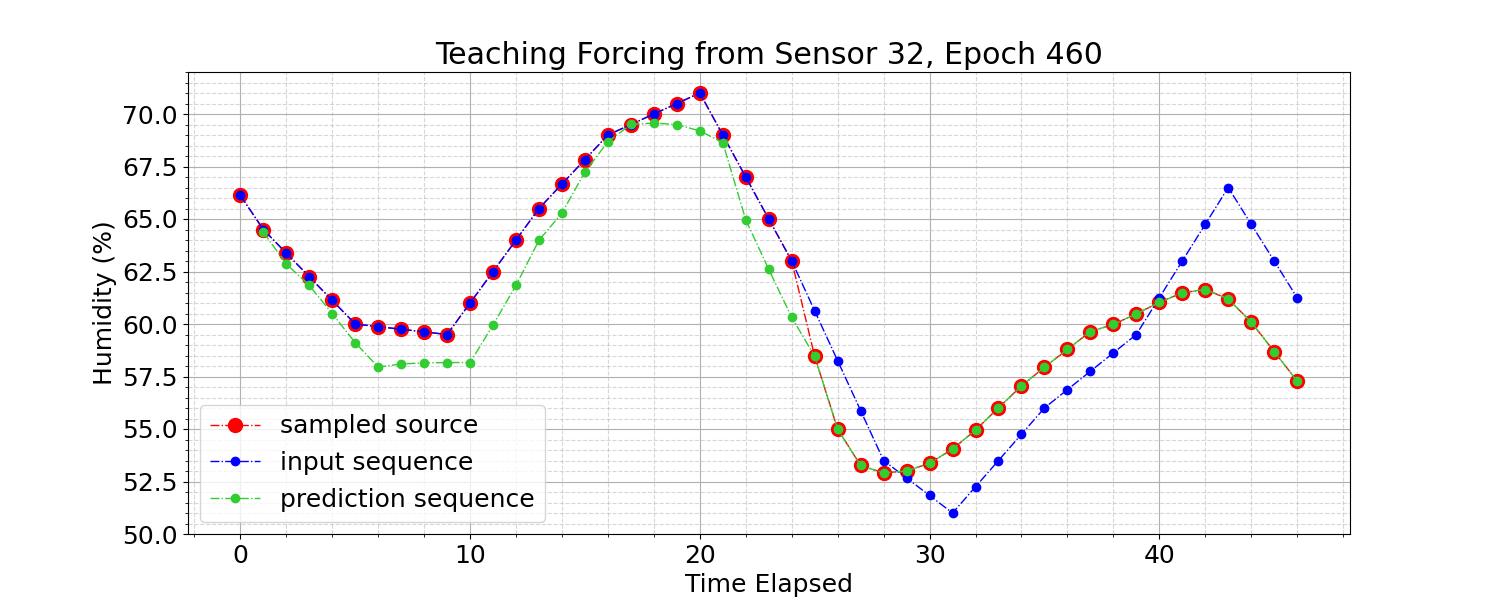 Teaching Forcing from Sensor 32, Epoch 460
Humidity (%)
70.0
67.5
65.0
62.5
60.0
57.5
55.0
52.5
50.0
sampled source
input sequence
prediction sequence
0 10 20 30 40
Time Elapsed